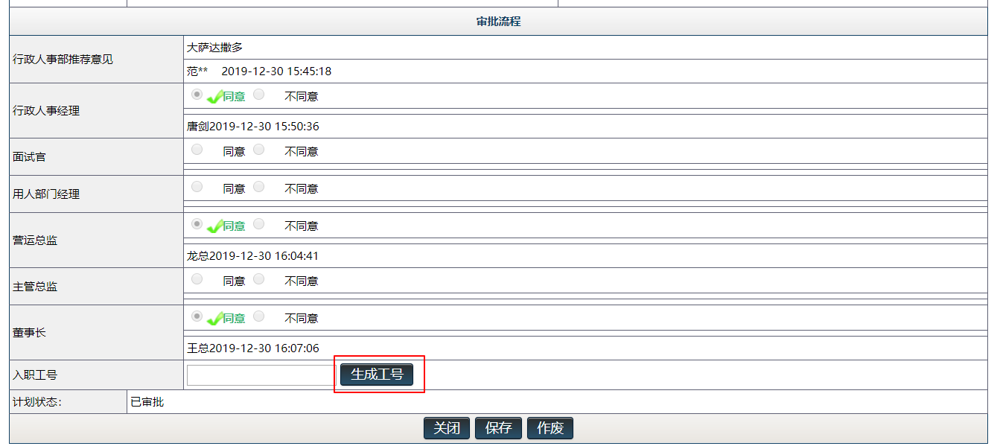 审批流程
行政人事部推荐意见
大萨达撒多
范** 2019-12-30 15:45:18
行政人事经理
同意 不同意
唐剑2019-12-30 15:50:36
面试官
同意 不同意
用人部门经理
同意 不同意
营运总监
同意 不同意
龙总2019-12-30 16:04:41
主管总监
同意 不同意
董事长
同意 不同意
王总2019-12-30 16:07:06
入职工号 生成工号
计划状态: 已审批
关闭 保存 作废